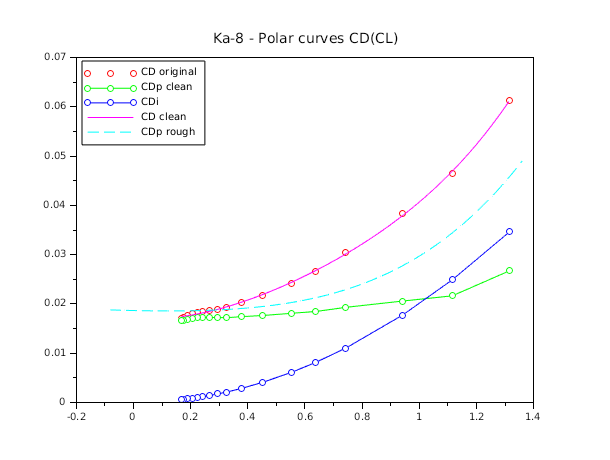 Ka-8 - Polar curves CD(CL)
0.07
CD original
CDp clean
CDi
CD clean
CDp rough
0.06
0.05
0.04
0.03
0.02
0.01
0
-0.2
0
0.2
0.4
0.6
0.8
1
1.2
1.4